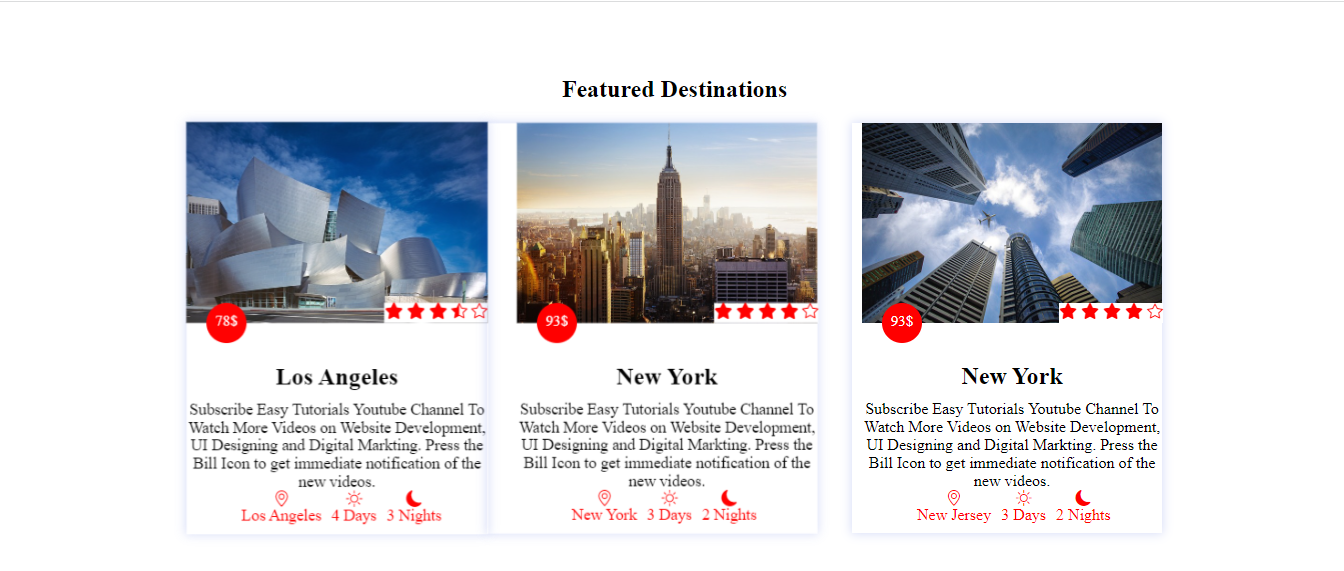 Featured Destinations
78$
Los Angeles
Subscribe Easy Tutorials Youtube Channel To
Watch More Videos on Website Development,
UI Designing and Digital Markting. Press the
Bill Icon to get immediate notification of the
new videos.
Los Angeles 4 Days 3 Nights
93$
New York
Subscribe Easy Tutorials Youtube Channel To
Watch More Videos on Website Development,
UI Designing and Digital Markting. Press the
Bill Icon to get immediate notification of the
new videos.
New York 3 Days 2 Nights
93$
New York
Subscribe Easy Tutorials Youtube Channel To
Watch More Videos on Website Development,
UI Designing and Digital Markting. Press the
Bill Icon to get immediate notification of the
new videos.
New Jersey 3 Days 2 Nights